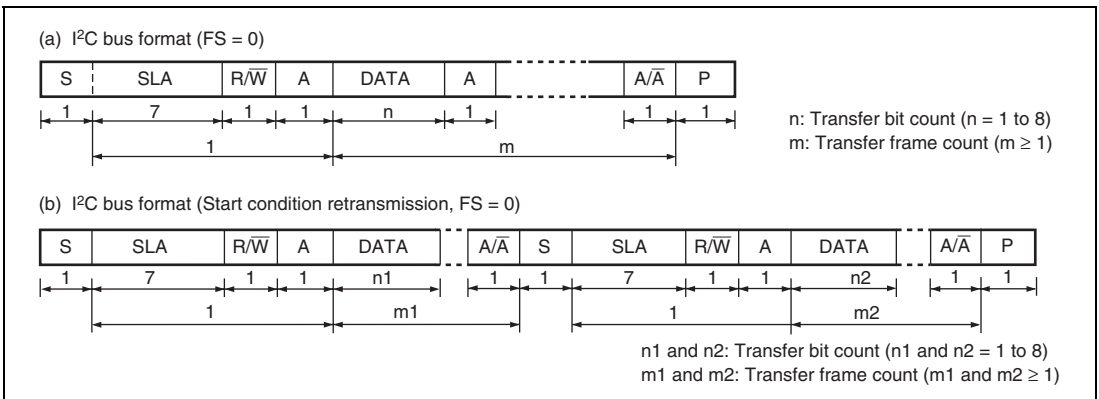 (a) I²C bus format (FS = 0)
S SLA R/W̅ A DATA A A/A̅ P
1 7 1 1 n 1 1 1
1 m
n: Transfer bit count (n = 1 to 8)
m: Transfer frame count (m ≥ 1)
(b) I²C bus format (Start condition retransmission, FS = 0)
S SLA R/W̅ A DATA A/A̅ S SLA R/W̅ A DATA A/A̅ P
1 7 1 1 n1 1 1 7 1 1 n2 1 1
1 m1 1 m2
n1 and n2: Transfer bit count (n1 and n2 = 1 to 8)
m1 and m2: Transfer frame count (m1 and m2 ≥ 1)